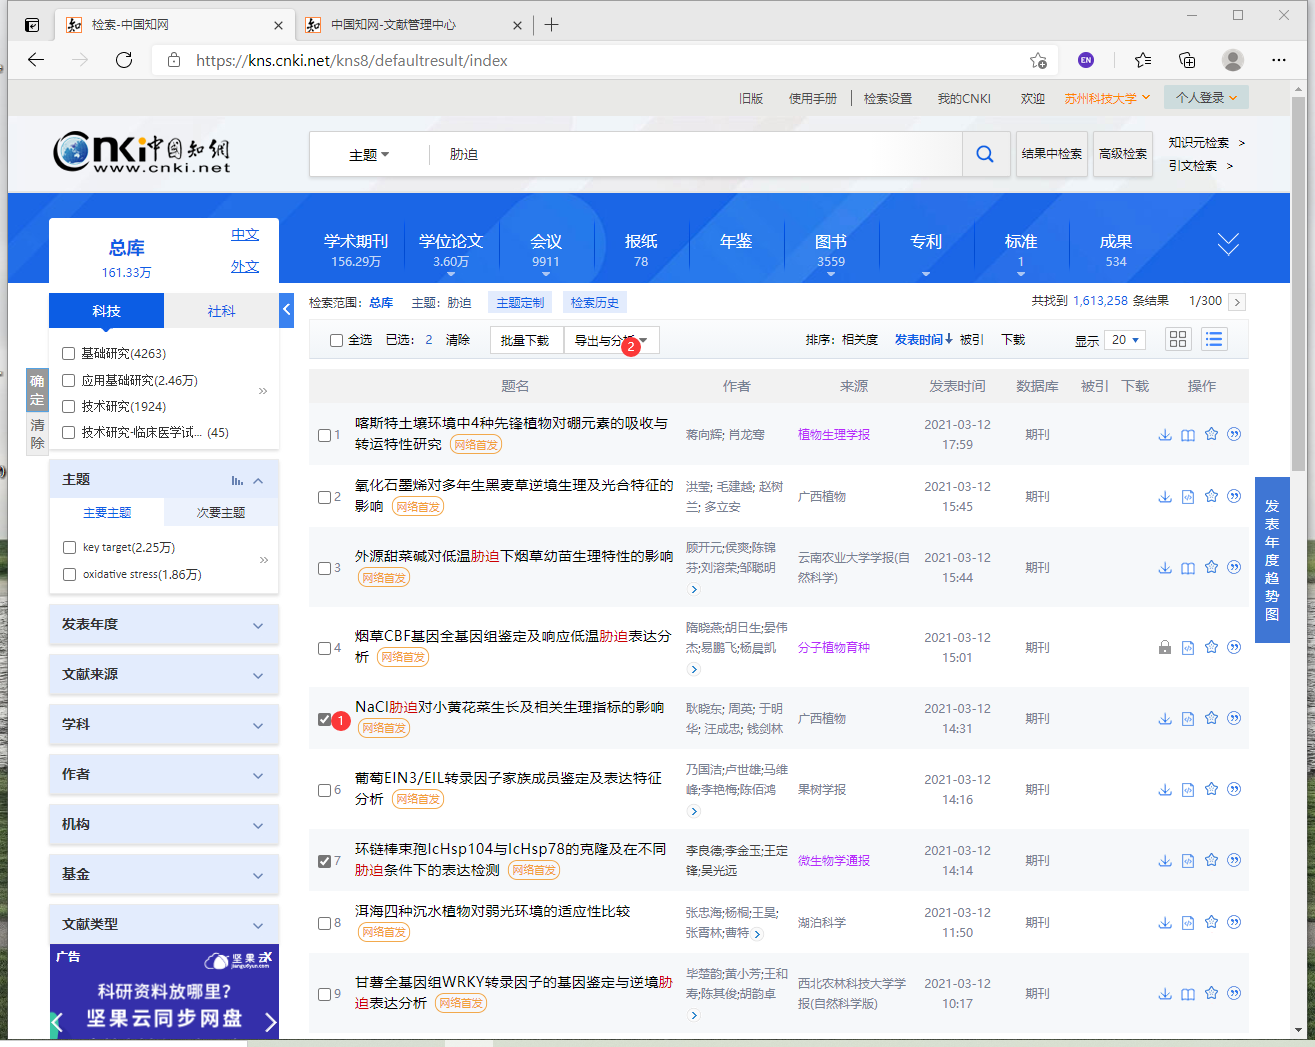 检索-中国知网
中国知网-文献管理中心
https://kns.cnki.net/kns8/defaultresult/index
EN
旧版 使用手册 检索设置 我的CNKI 欢迎 苏州科技大学 个人登录
cnki中国知网
www.cnki.net
主题 胁迫 结果中检索 高级检索
知识元检索 >
引文检索 >
总库
161.33万
中文
外文
学术期刊 学位论文 会议 报纸 年鉴 图书 专利 标准 成果
156.29万 3.60万 9911 78 3559 1 534
科技 社科
检索范围：总库 主题：胁迫 主题定制 检索历史 共找到 1,613,258 条结果 1/300 >
全选 已选：2 清除 批量下载 导出与分析 2 排序：相关度 发表时间↓ 被引 下载 显示 20
基础研究(4263)
应用基础研究(2.46万)
技术研究(1924)
技术研究-临床医学试... (45)
»
确定
清除
主题
主要主题 次要主题
key target(2.25万)
oxidative stress(1.86万)
»
发表年度
文献来源
学科
作者
机构
基金
文献类型
广告
坚果云
jianguoyun.com
科研资料放哪里?
坚果云同步网盘
题名 作者 来源 发表时间 数据库 被引 下载 操作
1 喀斯特土壤环境中4种先锋植物对硼元素的吸收与
转运特性研究 网络首发
蒋向辉; 肖龙骞 植物生理学报 2021-03-12
17:59
期刊
2 氧化石墨烯对多年生黑麦草逆境生理及光合特征的
影响 网络首发
洪莹; 毛建越; 赵树
兰; 多立安
广西植物 2021-03-12
15:45
期刊
3 外源甜菜碱对低温胁迫下烟草幼苗生理特性的影响
网络首发
顾开元;侯爽;陈锦
芬;刘溶荣;邹聪明
云南农业大学学报(自
然科学)
2021-03-12
15:44
期刊
4 烟草CBF基因全基因组鉴定及响应低温胁迫表达分
析 网络首发
隋晓燕;胡日生;晏伟
杰;易鹏飞;杨晨凯
分子植物育种 2021-03-12
15:01
期刊
1 NaCl胁迫对小黄花菜生长及相关生理指标的影响
网络首发
耿晓东; 周英; 于明
华; 汪成忠; 钱剑林
广西植物 2021-03-12
14:31
期刊
6 葡萄EIN3/EIL转录因子家族成员鉴定及表达特征
分析 网络首发
乃国洁;卢世雄;马维
峰;李艳梅;陈佰鸿
果树学报 2021-03-12
14:16
期刊
7 环链棒束孢IcHsp104与IcHsp78的克隆及在不同
胁迫条件下的表达检测 网络首发
李良德;李金玉;王定
锋;吴光远
微生物学通报 2021-03-12
14:14
期刊
8 洱海四种沉水植物对弱光环境的适应性比较
网络首发
张忠海;杨桐;王昊;
张霄林;曹特
湖泊科学 2021-03-12
11:50
期刊
9 甘薯全基因组WRKY转录因子的基因鉴定与逆境胁
迫表达分析 网络首发
毕楚韵;黄小芳;王和
寿;陈其俊;胡韵卓
西北农林科技大学学
报(自然科学版)
2021-03-12
10:17
期刊
发表年度趋势图